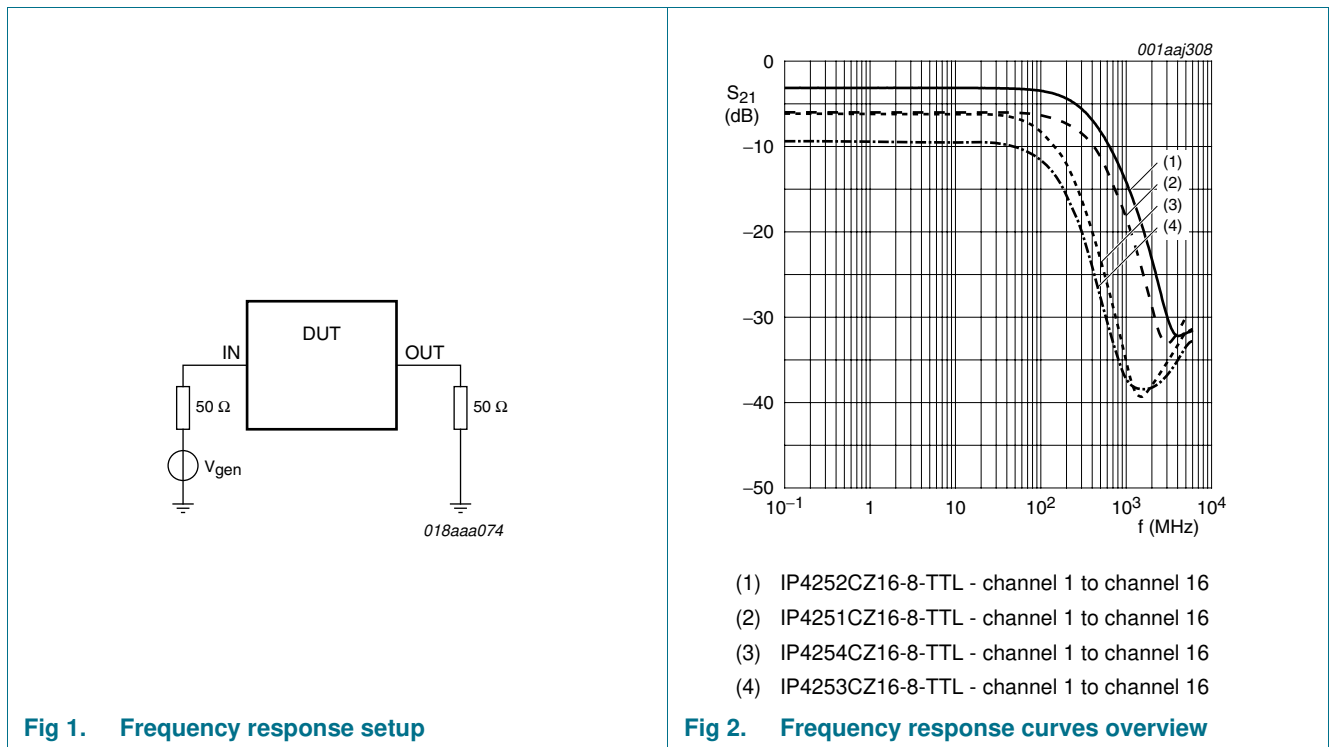 DUT
IN
OUT
50 Ω
50 Ω
Vgen
018aaa074
Fig 1. Frequency response setup
001aaj308
0
S21
(dB)
−10
−20
−30
−40
−50
(1)
(2)
(3)
(4)
10−1
1
10
102
103
104
f (MHz)
(1) IP4252CZ16-8-TTL - channel 1 to channel 16
(2) IP4251CZ16-8-TTL - channel 1 to channel 16
(3) IP4254CZ16-8-TTL - channel 1 to channel 16
(4) IP4253CZ16-8-TTL - channel 1 to channel 16
Fig 2. Frequency response curves overview